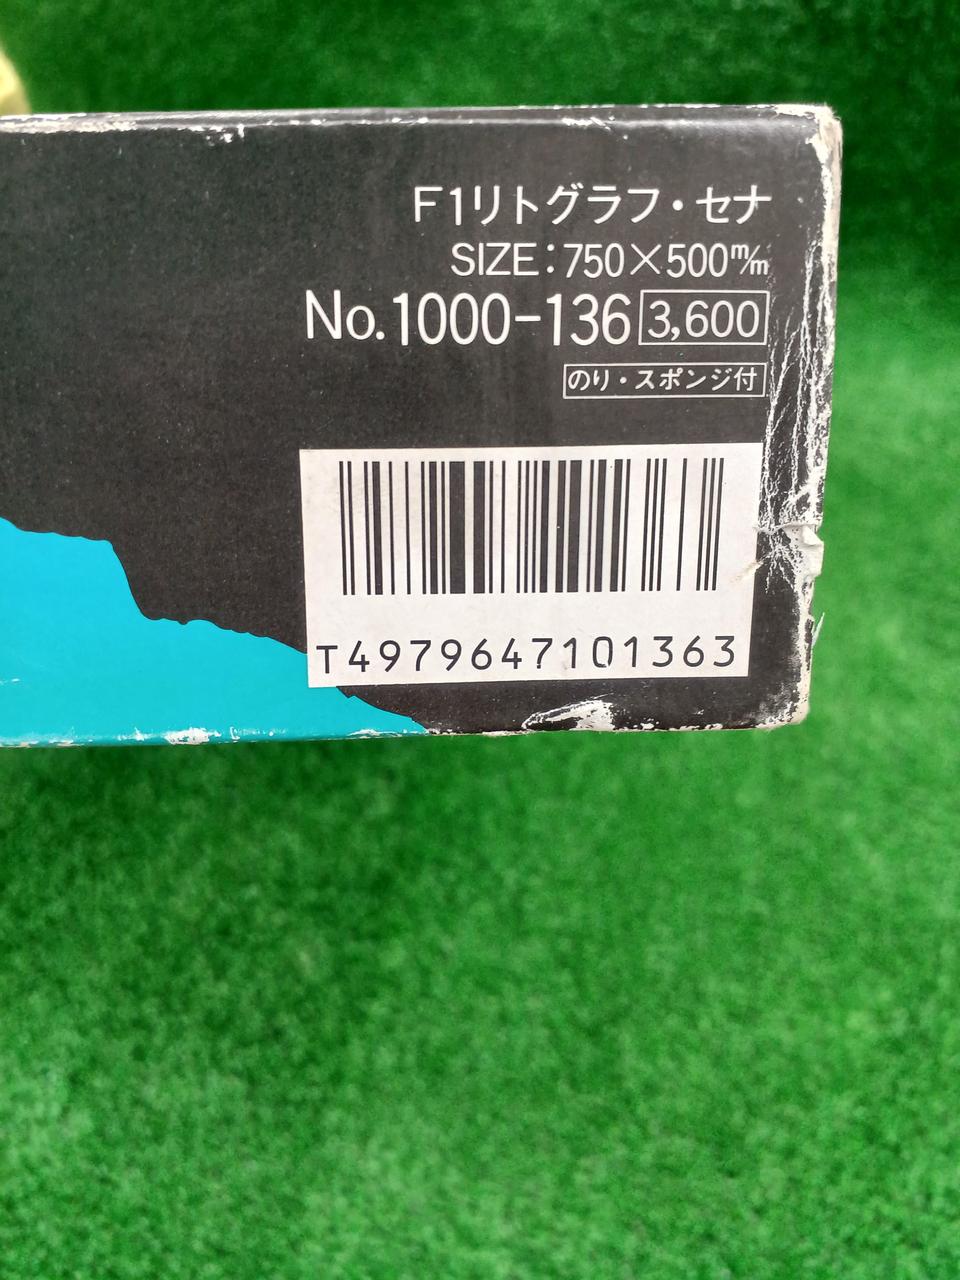 F1リトグラフ・セナ
SIZE:750×500m/m
No.1000-136 3,600
のり・スポンジ付
T4979647101363